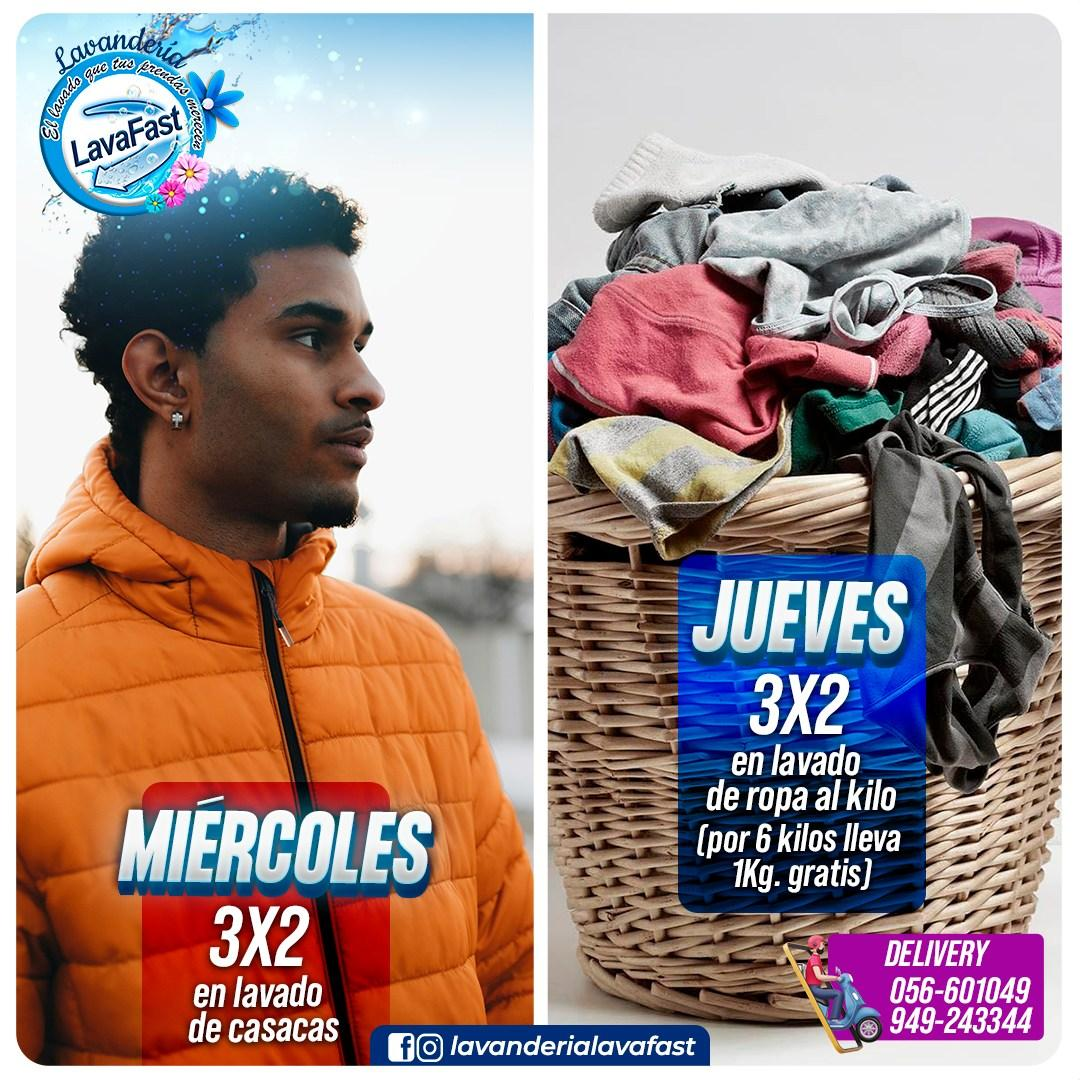 Lavandería
El lavado que tus prendas merecen
LavaFast
MIÉRCOLES
3X2
en lavado
de casacas
JUEVES
3X2
en lavado
de ropa al kilo
(por 6 kilos lleva
1Kg. gratis)
DELIVERY
056-601049
949-243344
lavanderialavafast